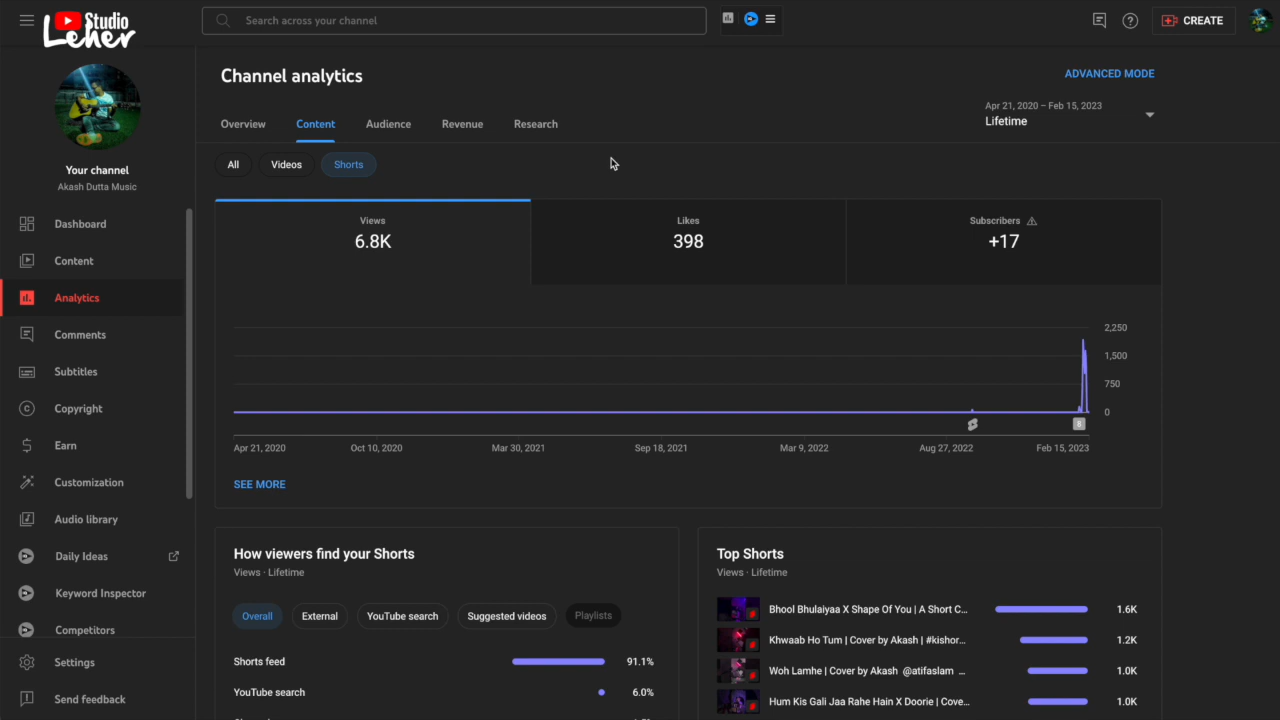 Studio
Leher
Search across your channel
CREATE
Channel analytics
ADVANCED MODE
Apr 21, 2020 – Feb 15, 2023
Lifetime
Overview
Content
Audience
Revenue
Research
All
Videos
Shorts
Your channel
Akash Dutta Music
Dashboard
Content
Analytics
Comments
Subtitles
Copyright
Earn
Customization
Audio library
Daily Ideas
Keyword Inspector
Competitors
Settings
Send feedback
Views
6.8K
Likes
398
Subscribers
+17
2,250
1,500
750
0
8
Apr 21, 2020
Oct 10, 2020
Mar 30, 2021
Sep 18, 2021
Mar 9, 2022
Aug 27, 2022
Feb 15, 2023
SEE MORE
How viewers find your Shorts
Views · Lifetime
Overall
External
YouTube search
Suggested videos
Playlists
Shorts feed 91.1%
YouTube search 6.0%
Top Shorts
Views · Lifetime
Bhool Bhulaiyaa X Shape Of You | A Short C... 1.6K
Khwaab Ho Tum | Cover by Akash | #kishor... 1.2K
Woh Lamhe | Cover by Akash @atifaslam ... 1.0K
Hum Kis Gali Jaa Rahe Hain X Doorie | Cove... 1.0K